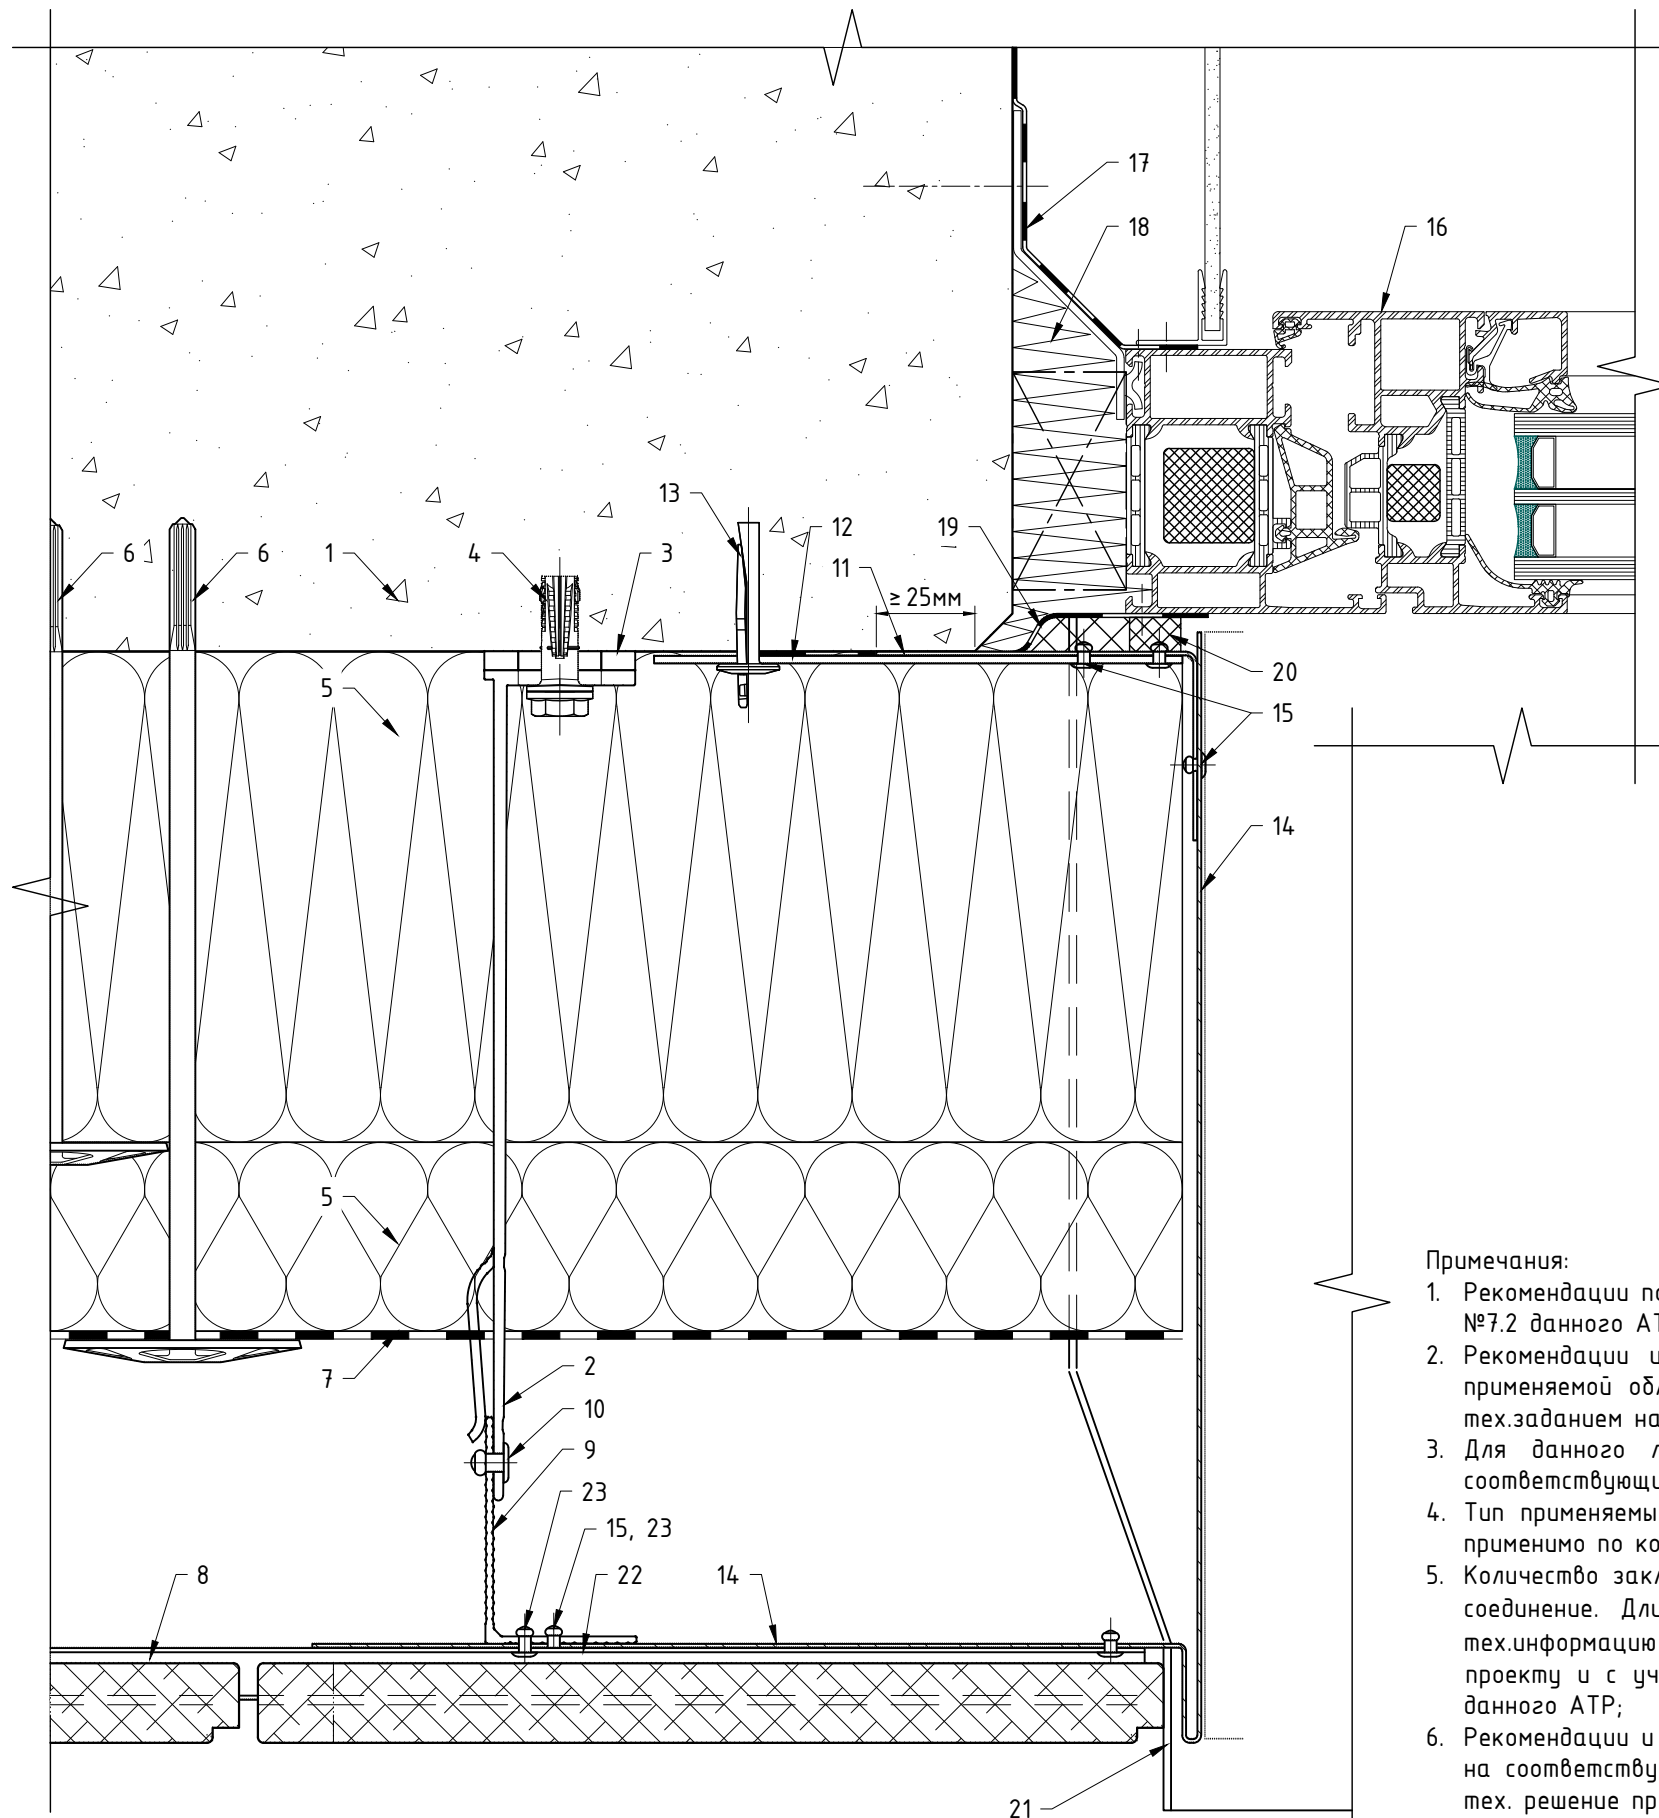 17
18
16
13
12
19
6
6
1
4
3
11
≥ 25мм
5
20
15
14
5
7
2
10
9
23
15, 23
8
22
14
21
Примечания:
1. Рекомендации по
№7.2 данного АТ
2. Рекомендации и
применяемой обл
тех.заданием на
3. Для данного л
соответствующи
4. Тип применяемы
применимо по ко
5. Количество закл
соединение. Дли
тех.информацию
проекту и с уч
данного АТР;
6. Рекомендации и
на соответству
тех. решение пр